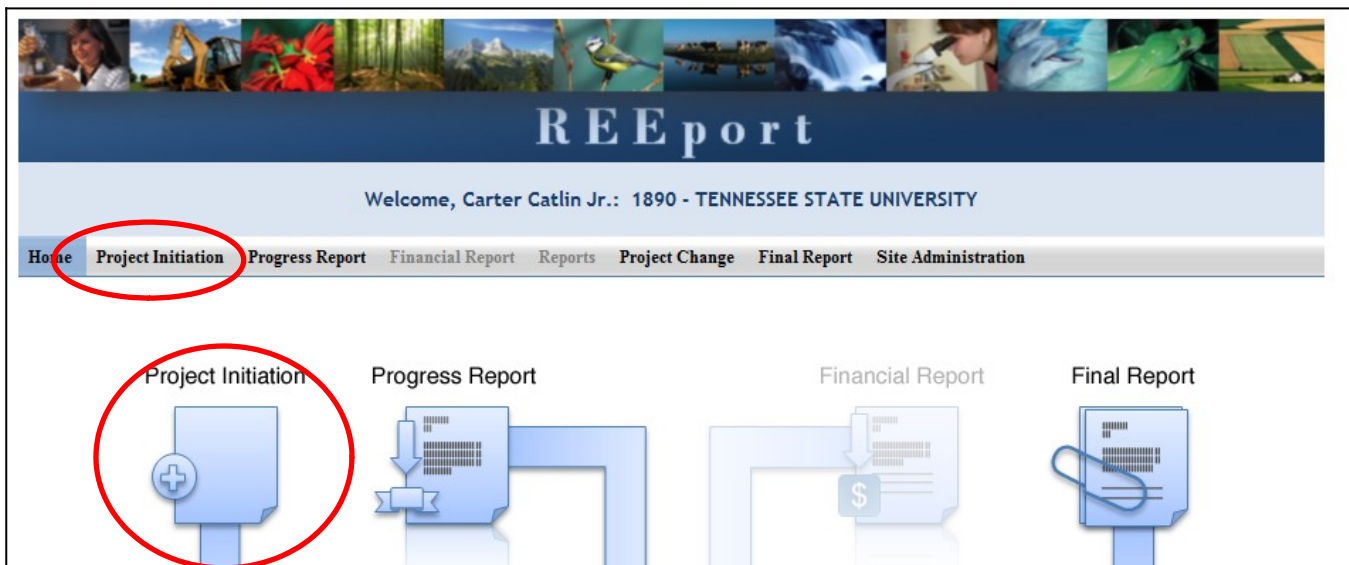 REEport
Welcome, Carter Catlin Jr.: 1890 - TENNESSEE STATE UNIVERSITY
Home Project Initiation Progress Report Financial Report Reports Project Change Final Report Site Administration
Project Initiation Progress Report Financial Report Final Report
$